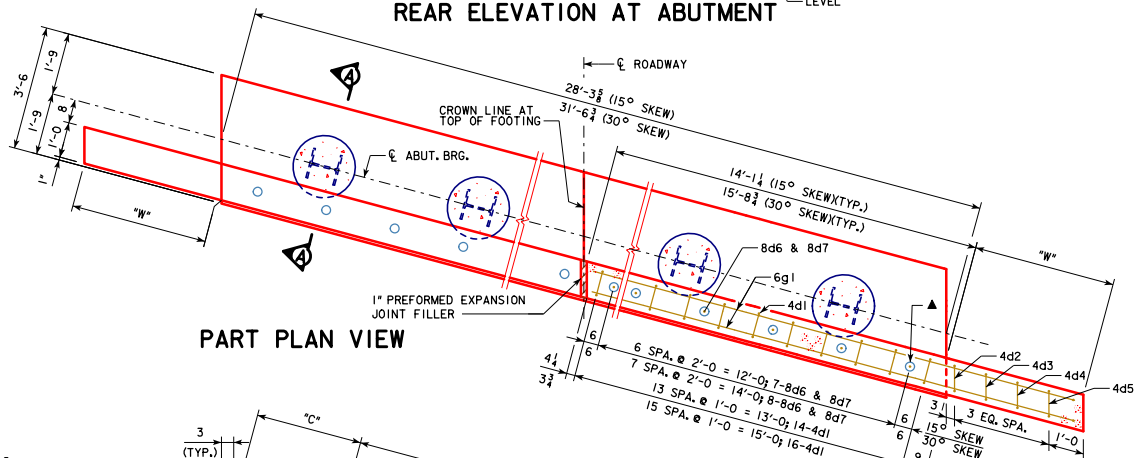 REAR ELEVATION AT ABUTMENT
LEVEL
℄ ROADWAY
28'-3⅝ (15° SKEW)
31'-6¾ (30° SKEW)
3'-6
1'-9
1'-9
8
1'-0
1"
A
CROWN LINE AT
TOP OF FOOTING
℄ ABUT. BRG.
14'-1¼ (15° SKEW)(TYP.)
15'-8¾ (30° SKEW)(TYP.)
"W"
"W"
A
8d6 & 8d7
6g1
4d1
▲
1" PREFORMED EXPANSION
JOINT FILLER
PART PLAN VIEW
4d2
4d3
4d4
4d5
4¼
3¾
6
6
6 SPA. @ 2'-0 = 12'-0; 7-8d6 & 8d7
7 SPA. @ 2'-0 = 14'-0; 8-8d6 & 8d7
13 SPA. @ 1'-0 = 13'-0; 14-4d1
15 SPA. @ 1'-0 = 15'-0; 16-4d1
6
6
15° SKEW
30° SKEW
3 EQ. SPA.
1'-0
3
(TYP.)
"C"